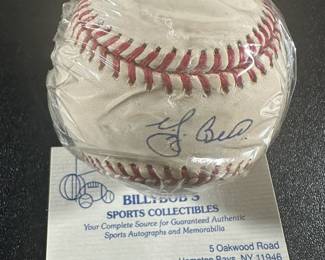 BILLYBOB'S
SPORTS COLLECTIBLES
Your Complete Source for Guaranteed Authentic
Sports Autographs and Memorabilia
5 Oakwood Road
Hampton Bays, NY 11946